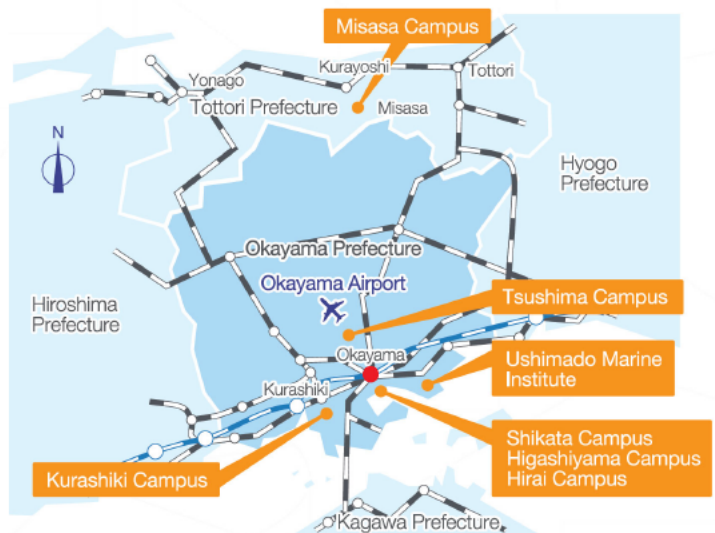 Misasa Campus
Kurayoshi
Tottori
Yonago
Tottori Prefecture
Misasa
N
Hyogo
Prefecture
Okayama Prefecture
Okayama Airport
Tsushima Campus
Hiroshima
Prefecture
Okayama
Ushimado Marine
Institute
Kurashiki
Shikata Campus
Higashiyama Campus
Hirai Campus
Kurashiki Campus
Kagawa Prefecture